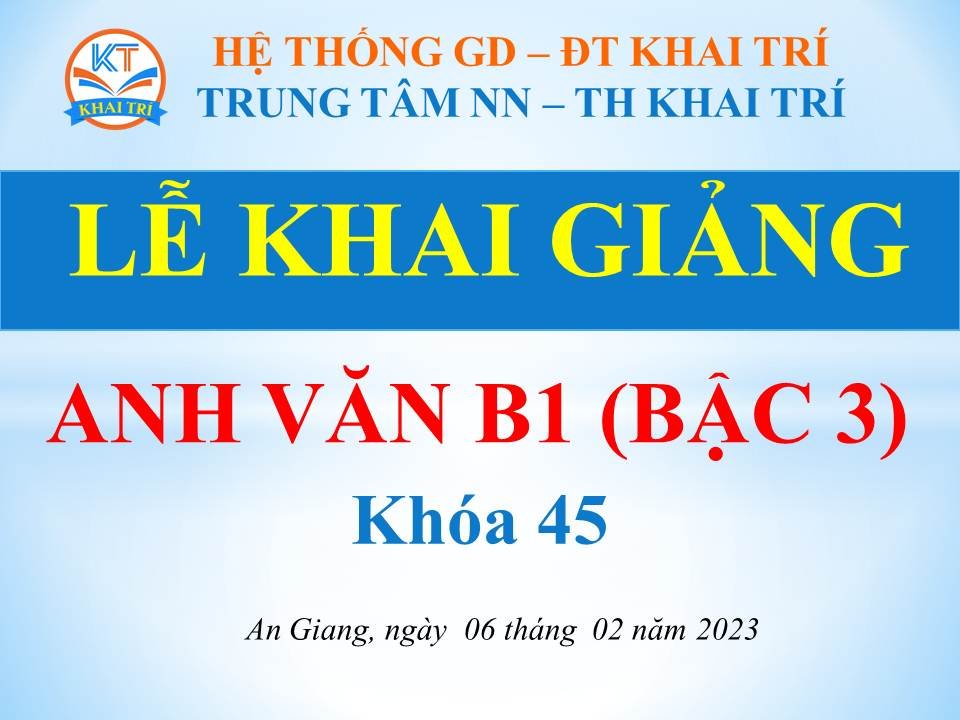 KT
KHAI TRÍ
HỆ THỐNG GD – ĐT KHAI TRÍ
TRUNG TÂM NN – TH KHAI TRÍ
LỄ KHAI GIẢNG
ANH VĂN B1 (BẬC 3)
Khóa 45
An Giang, ngày  06 tháng  02 năm 2023